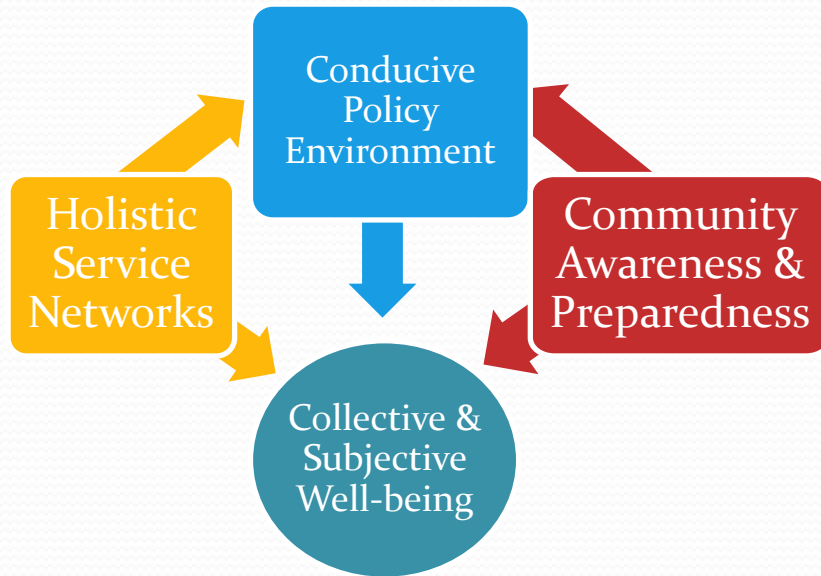 Conducive
Policy
Environment
Holistic
Service
Networks
Community
Awareness &
Preparedness
Collective &
Subjective
Well-being